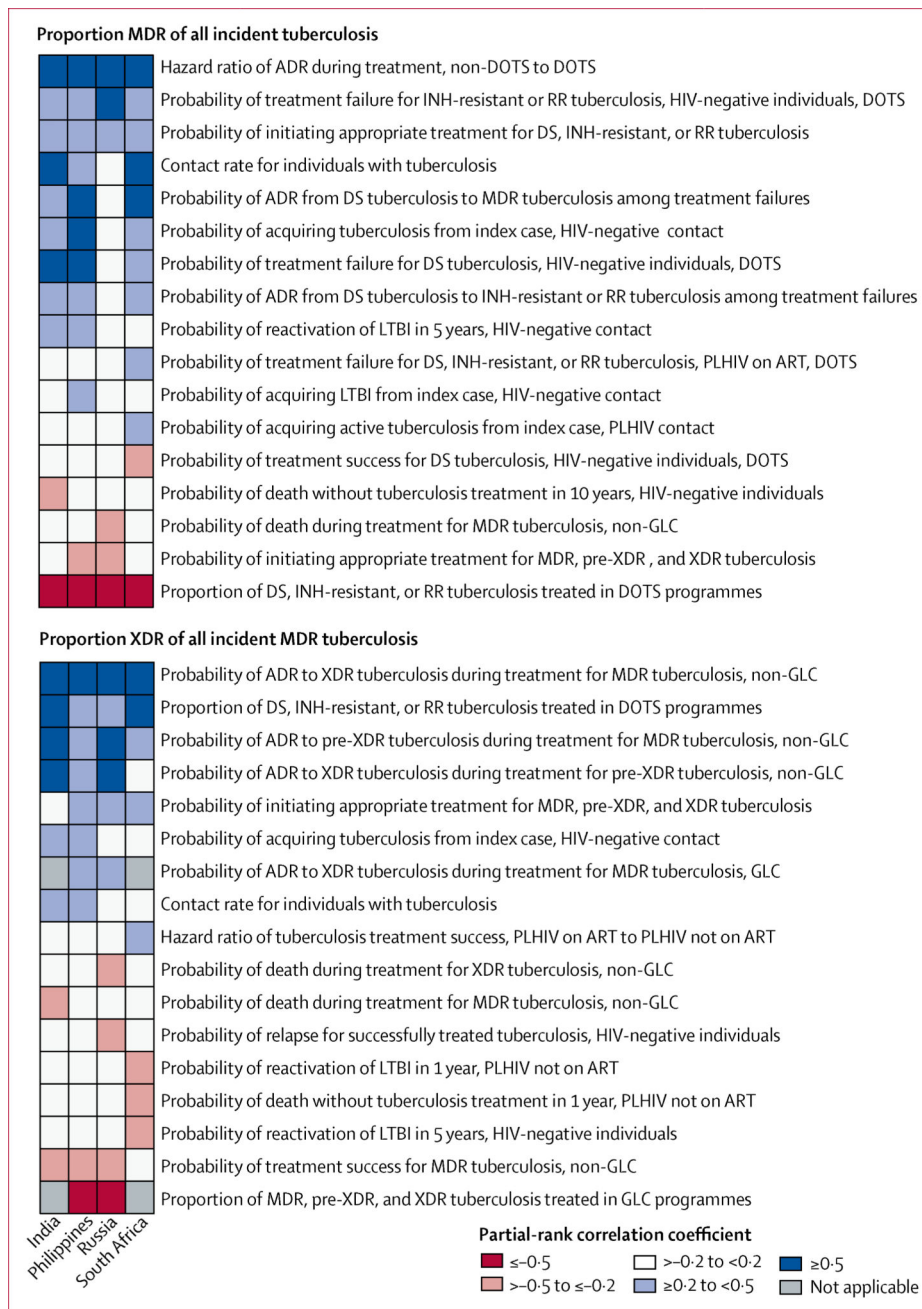 Proportion MDR of all incident tuberculosis
Hazard ratio of ADR during treatment, non-DOTS to DOTS
Probability of treatment failure for INH-resistant or RR tuberculosis, HIV-negative individuals, DOTS
Probability of initiating appropriate treatment for DS, INH-resistant, or RR tuberculosis
Contact rate for individuals with tuberculosis
Probability of ADR from DS tuberculosis to MDR tuberculosis among treatment failures
Probability of acquiring tuberculosis from index case, HIV-negative contact
Probability of treatment failure for DS tuberculosis, HIV-negative individuals, DOTS
Probability of ADR from DS tuberculosis to INH-resistant or RR tuberculosis among treatment failures
Probability of reactivation of LTBI in 5 years, HIV-negative contact
Probability of treatment failure for DS, INH-resistant, or RR tuberculosis, PLHIV on ART, DOTS
Probability of acquiring LTBI from index case, HIV-negative contact
Probability of acquiring active tuberculosis from index case, PLHIV contact
Probability of treatment success for DS tuberculosis, HIV-negative individuals, DOTS
Probability of death without tuberculosis treatment in 10 years, HIV-negative individuals
Probability of death during treatment for MDR tuberculosis, non-GLC
Probability of initiating appropriate treatment for MDR, pre-XDR , and XDR tuberculosis
Proportion of DS, INH-resistant, or RR tuberculosis treated in DOTS programmes
Proportion XDR of all incident MDR tuberculosis
Probability of ADR to XDR tuberculosis during treatment for MDR tuberculosis, non-GLC
Proportion of DS, INH-resistant, or RR tuberculosis treated in DOTS programmes
Probability of ADR to pre-XDR tuberculosis during treatment for MDR tuberculosis, non-GLC
Probability of ADR to XDR tuberculosis during treatment for pre-XDR tuberculosis, non-GLC
Probability of initiating appropriate treatment for MDR, pre-XDR, and XDR tuberculosis
Probability of acquiring tuberculosis from index case, HIV-negative contact
Probability of ADR to XDR tuberculosis during treatment for MDR tuberculosis, GLC
Contact rate for individuals with tuberculosis
Hazard ratio of tuberculosis treatment success, PLHIV on ART to PLHIV not on ART
Probability of death during treatment for XDR tuberculosis, non-GLC
Probability of death during treatment for MDR tuberculosis, non-GLC
Probability of relapse for successfully treated tuberculosis, HIV-negative individuals
Probability of reactivation of LTBI in 1 year, PLHIV not on ART
Probability of death without tuberculosis treatment in 1 year, PLHIV not on ART
Probability of reactivation of LTBI in 5 years, HIV-negative individuals
Probability of treatment success for MDR tuberculosis, non-GLC
Proportion of MDR, pre-XDR, and XDR tuberculosis treated in GLC programmes
India
Philippines
Russia
South Africa
Partial-rank correlation coefficient
≤–0·5
>–0·2 to <0·2
≥0·5
>–0·5 to ≤–0·2
≥0·2 to <0·5
Not applicable